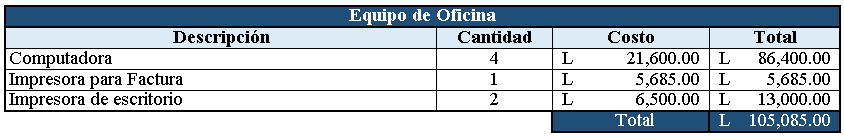 Equipo de Oficina
Descripción Cantidad Costo Total
Computadora 4 L 21,600.00 L 86,400.00
Impresora para Factura 1 L 5,685.00 L 5,685.00
Impresora de escritorio 2 L 6,500.00 L 13,000.00
Total L 105,085.00